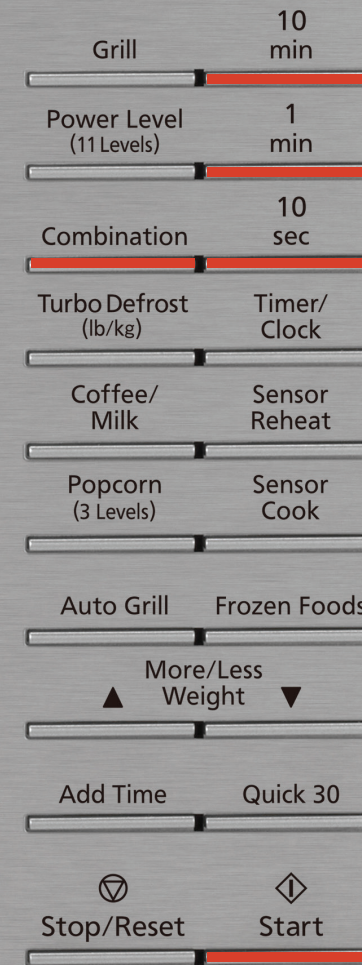 10
Grill min
Power Level 1
(11 Levels) min
10
Combination sec
Turbo Defrost Timer/
(lb/kg) Clock
Coffee/ Sensor
Milk Reheat
Popcorn Sensor
(3 Levels) Cook
Auto Grill Frozen Foods
More/Less
▲ Weight ▼
Add Time Quick 30
Stop/Reset Start